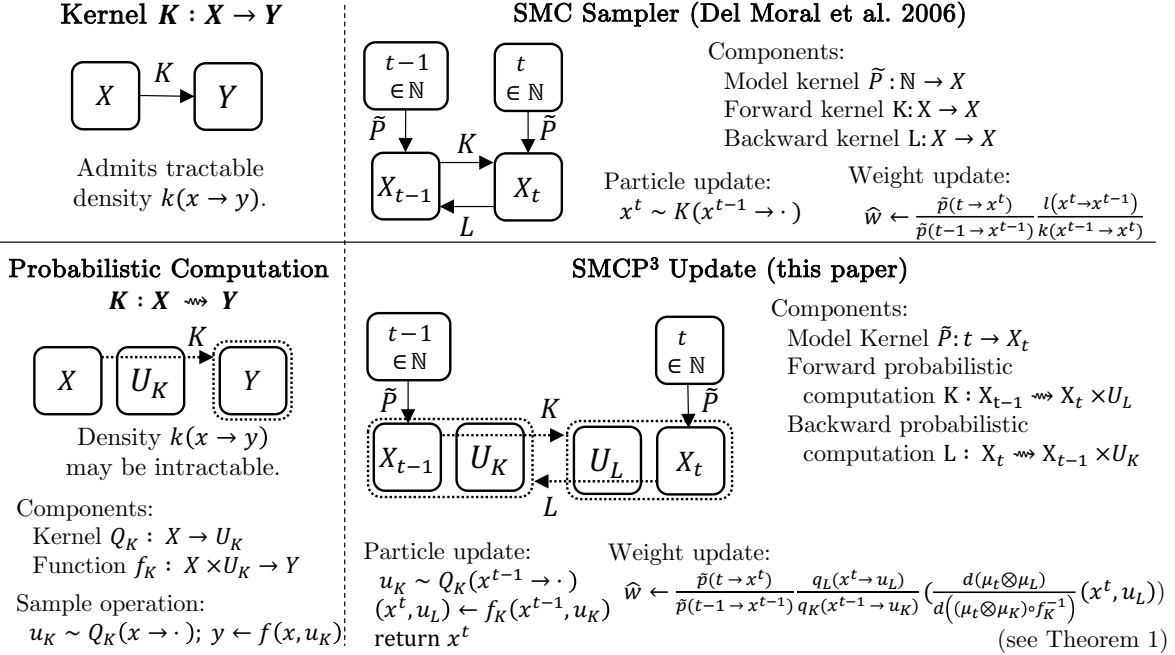 Kernel K : X → Y
X
K
Y
Admits tractable
density k(x → y).
SMC Sampler (Del Moral et al. 2006)
t−1
∈ ℕ
t
∈ ℕ
P̃
P̃
K
X_{t−1}
X_t
L
Components:
Model kernel P̃ : ℕ → X
Forward kernel K: X → X
Backward kernel L: X → X
Particle update:
x^t ~ K(x^{t−1} → · )
Weight update:
ŵ ← \frac{p̃(t → x^t)}{p̃(t−1 → x^{t−1})} \frac{l(x^t→x^{t−1})}{k(x^{t−1} → x^t)}
Probabilistic Computation
K : X ⇝ Y
K
X
U_K
Y
Density k(x → y)
may be intractable.
Components:
Kernel Q_K : X → U_K
Function f_K : X ×U_K → Y
Sample operation:
u_K ~ Q_K(x → · ); y ← f(x, u_K)
SMCP³ Update (this paper)
t−1
∈ ℕ
t
∈ ℕ
P̃
P̃
K
X_{t−1}
U_K
U_L
X_t
L
Components:
Model Kernel P̃: t → X_t
Forward probabilistic
computation K : X_{t−1} ⇝ X_t ×U_L
Backward probabilistic
computation L : X_t ⇝ X_{t−1} ×U_K
Particle update:
u_K ~ Q_K(x^{t−1} → · )
(x^t, u_L) ← f_K(x^{t−1}, u_K)
return x^t
Weight update:
ŵ ← \frac{p̃(t → x^t)}{p̃(t−1 → x^{t−1})} \frac{q_L(x^t→ u_L)}{q_K(x^{t−1} → u_K)} (\frac{d(μ_t⊗μ_L)}{d((μ_t⊗μ_K)∘f_K^{−1})} (x^t, u_L))
(see Theorem 1)